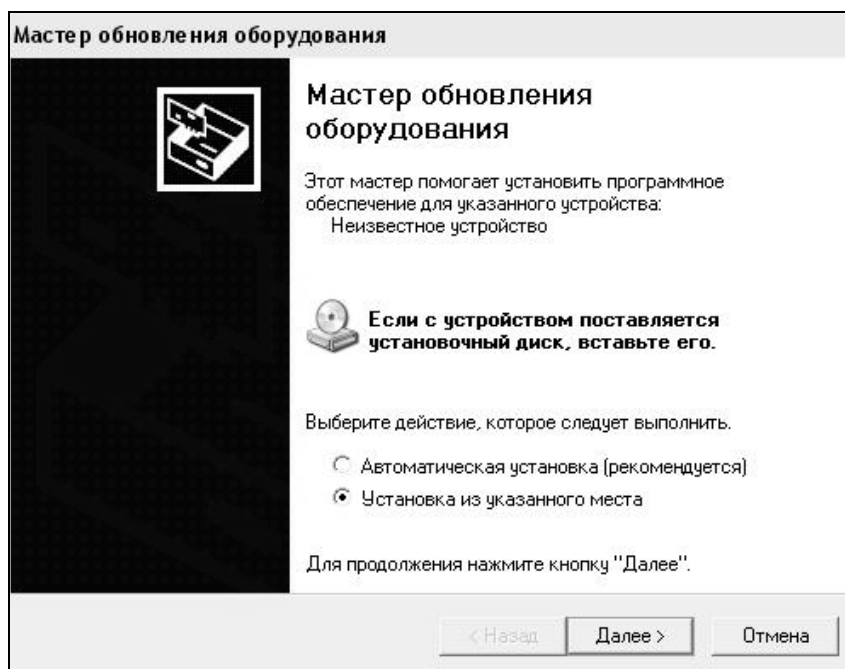 Мастер обновления оборудования
Мастер обновления
оборудования
Этот мастер помогает установить программное
обеспечение для указанного устройства:
Неизвестное устройство
Если с устройством поставляется
установочный диск, вставьте его.
Выберите действие, которое следует выполнить.
Автоматическая установка (рекомендуется)
Установка из указанного места
Для продолжения нажмите кнопку "Далее".
< Назад
Далее >
Отмена